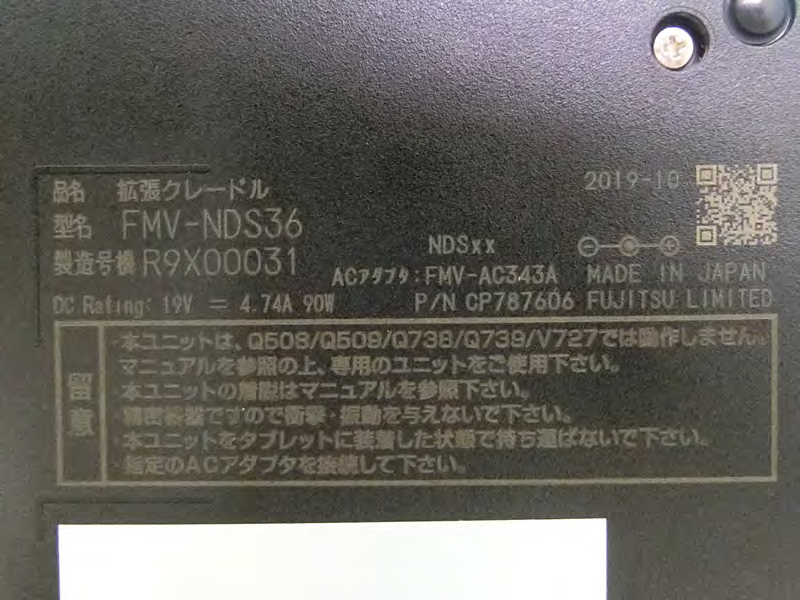 品名 拡張クレードル
2019-10
型名 FMV-NDS36
NDSxx
製造号機 R9X00031
ACアダプタ:FMV-AC343A MADE IN JAPAN
DC Rating: 19V ⎓ 4.74A 90W P/N CP787606 FUJITSU LIMITED
留意
・本ユニットは、Q508/Q509/Q738/Q739/V727では動作しません。
マニュアルを参照の上、専用のユニットをご使用下さい。
・本ユニットの着脱はマニュアルを参照下さい。
・精密機器ですので衝撃・振動を与えないで下さい。
・本ユニットをタブレットに装着した状態で持ち運ばないで下さい。
・指定のACアダプタを接続して下さい。